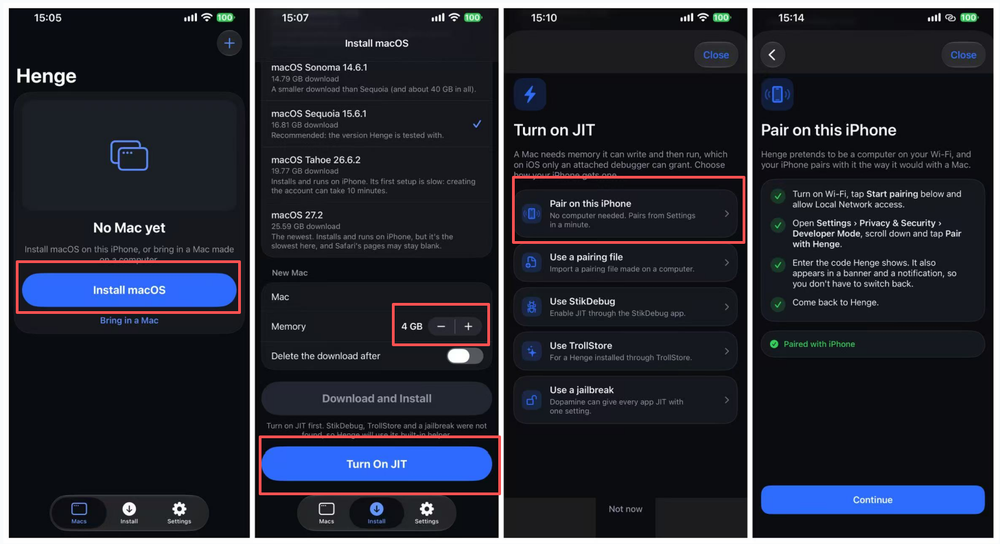 15:05
100
Henge
No Mac yet
Install macOS on this iPhone, or bring in a Mac made
on a computer.
Install macOS
Bring in a Mac
Macs
Install
Settings
15:07
100
Install macOS
macOS Sonoma 14.6.1
14.79 GB download
A smaller download than Sequoia (and about 40 GB in all).
macOS Sequoia 15.6.1
16.81 GB download
Recommended: the version Henge is tested with.
macOS Tahoe 26.6.2
19.77 GB download
Installs and runs on iPhone. Its first setup is slow: creating
the account can take 10 minutes.
macOS 27.2
25.59 GB download
The newest. Installs and runs on iPhone, but it's the
slowest here, and Safari's pages may stay blank.
New Mac
Mac
Memory
4 GB
Delete the download after
Download and Install
Turn on JIT first. StikDebug, TrollStore and a jailbreak were not
found, so Henge will use its built-in helper.
Turn On JIT
Macs
Install
Settings
15:10
100
Close
Turn on JIT
A Mac needs memory it can write and then run, which
on iOS only an attached debugger can grant. Choose
how your iPhone gets one.
Pair on this iPhone
No computer needed. Pairs from Settings
in a minute.
Use a pairing file
Import a pairing file made on a computer.
Use StikDebug
Enable JIT through the StikDebug app.
Use TrollStore
For a Henge installed through TrollStore.
Use a jailbreak
Dopamine can give every app JIT with
one setting.
Not now
15:14
100
Close
Pair on this iPhone
Henge pretends to be a computer on your Wi-Fi, and
your iPhone pairs with it the way it would with a Mac.
Turn on Wi-Fi, tap Start pairing below and
allow Local Network access.
Open Settings › Privacy & Security ›
Developer Mode, scroll down and tap Pair
with Henge.
Enter the code Henge shows. It also
appears in a banner and a notification, so
you don't have to switch back.
Come back to Henge.
Paired with iPhone
Continue